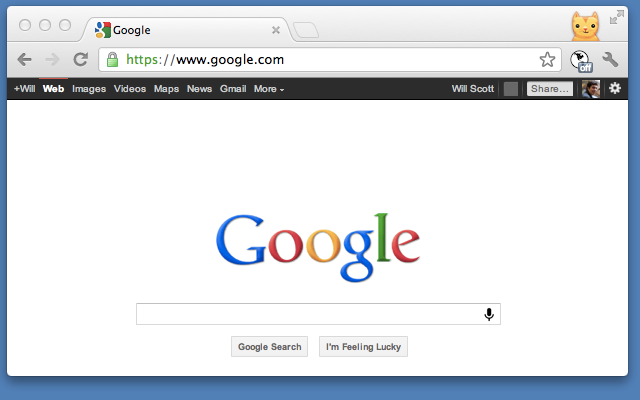 Google
https://www.google.com
off
+Will Web Images Videos Maps News Gmail More Will Scott Share...
Google
Google Search I'm Feeling Lucky